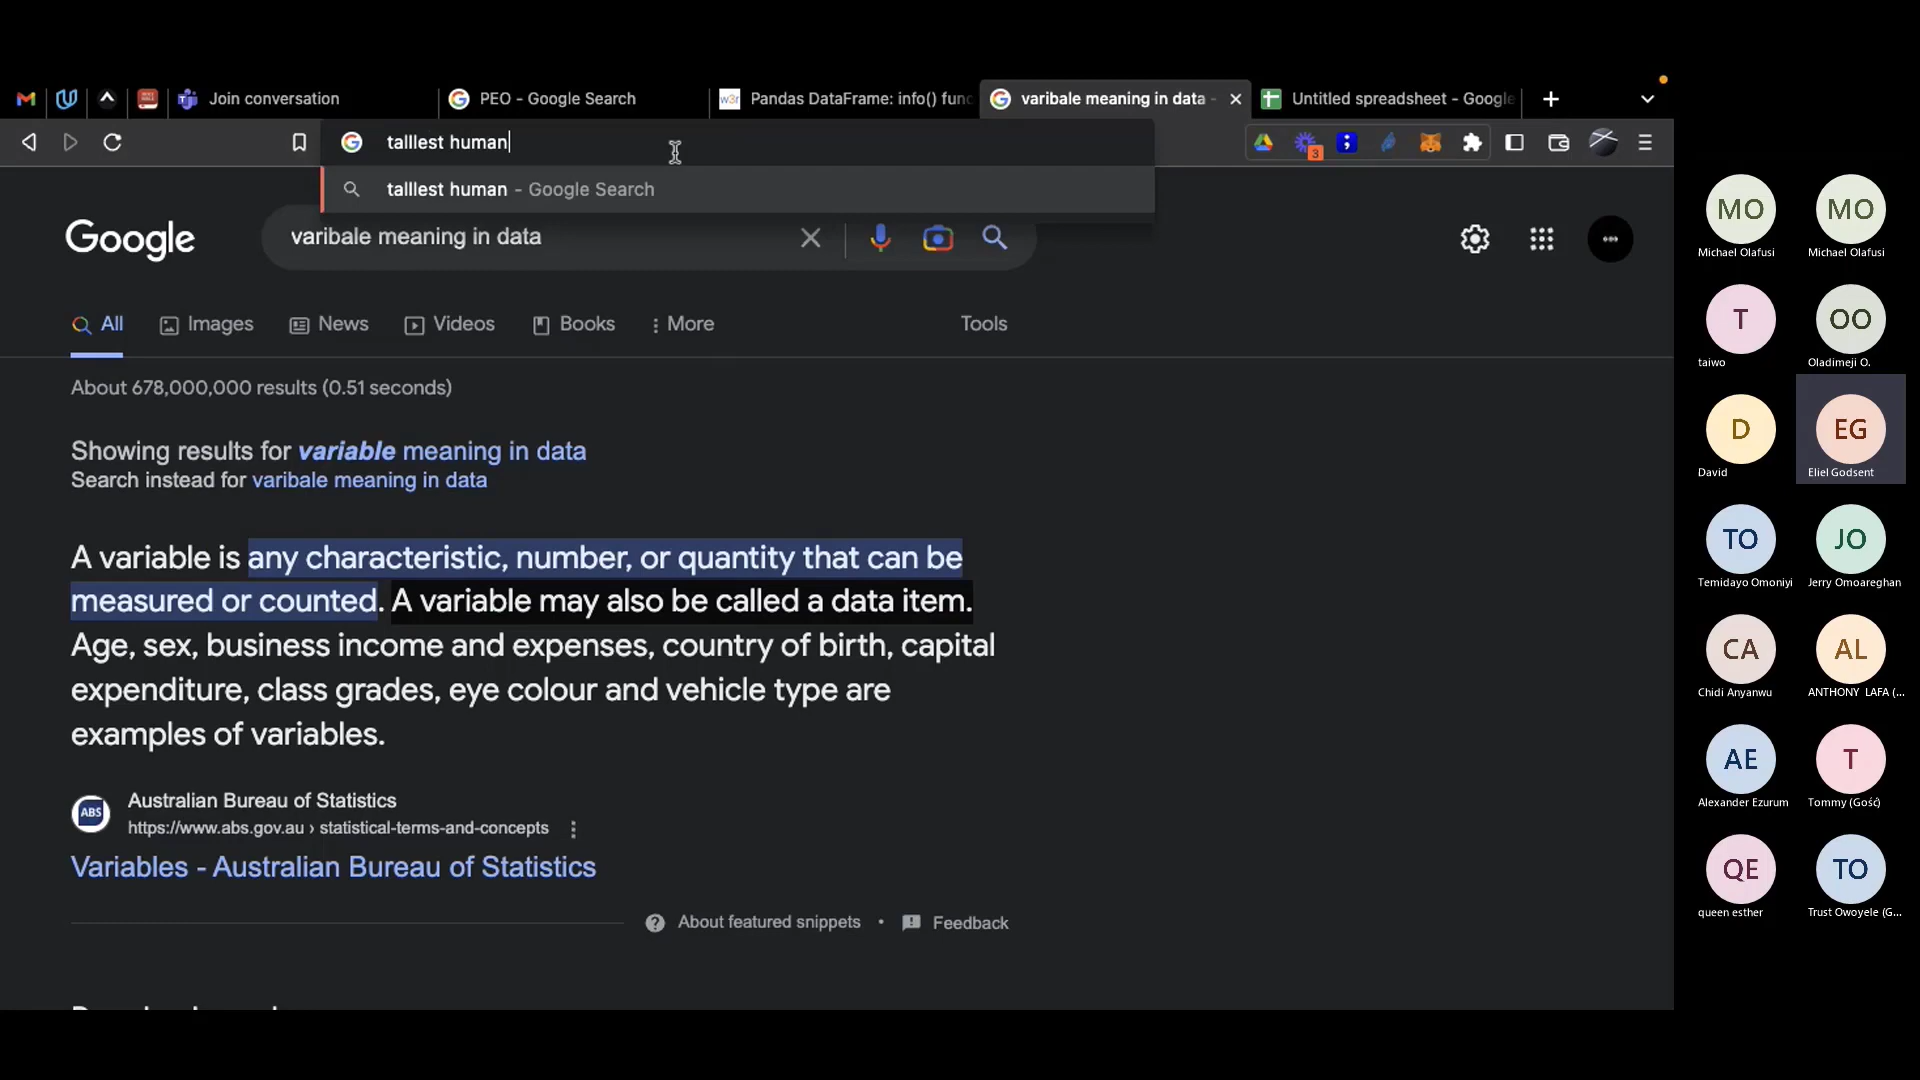 Join conversation
PEO - Google Search
w3r
Pandas DataFrame: info() func
varibale meaning in data -
Untitled spreadsheet - Google
talllest human
3
talllest human - Google Search
Google
varibale meaning in data
All
Images
News
Videos
Books
More
Tools
About 678,000,000 results (0.51 seconds)
Showing results for variable meaning in data
Search instead for varibale meaning in data
A variable is any characteristic, number, or quantity that can be
measured or counted. A variable may also be called a data item.
Age, sex, business income and expenses, country of birth, capital
expenditure, class grades, eye colour and vehicle type are
examples of variables.
ABS
Australian Bureau of Statistics
https://www.abs.gov.au › statistical-terms-and-concepts
Variables - Australian Bureau of Statistics
About featured snippets • Feedback
MO
Michael Olafusi
MO
Michael Olafusi
T
taiwo
OO
Oladimeji O.
D
David
EG
Eliel Godsent
TO
Temidayo Omoniyi
JO
Jerry Omoareghan
CA
Chidi Anyanwu
AL
ANTHONY LAFA (...
AE
Alexander Ezurum
T
Tommy (Gość)
QE
queen esther
TO
Trust Owoyele (G...